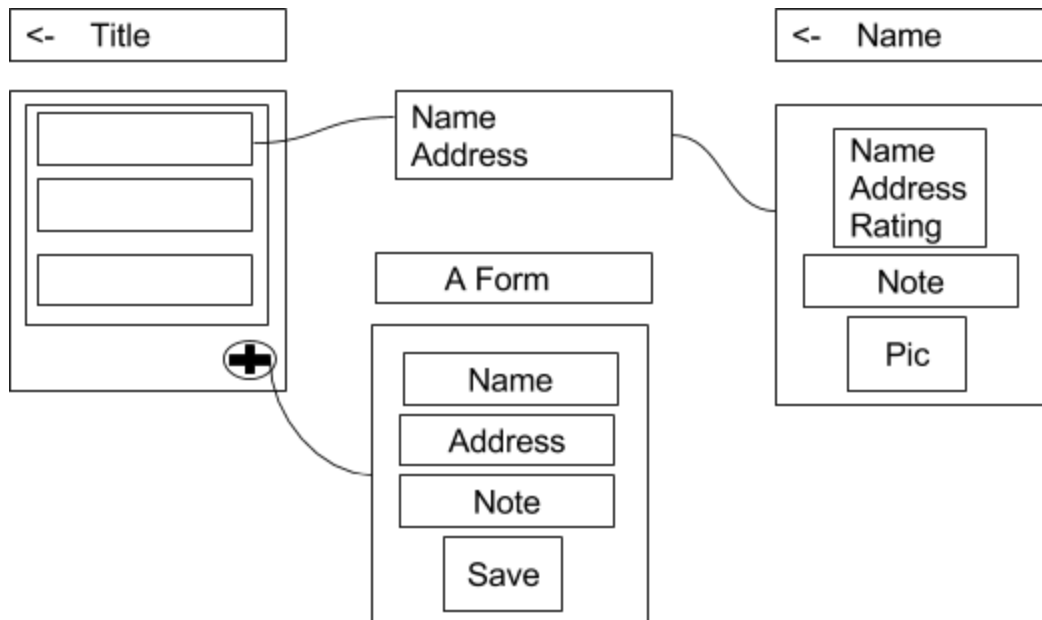 <- Title
<- Name
Name
Address
Name
Address
Rating
Note
Pic
A Form
Name
Address
Note
Save